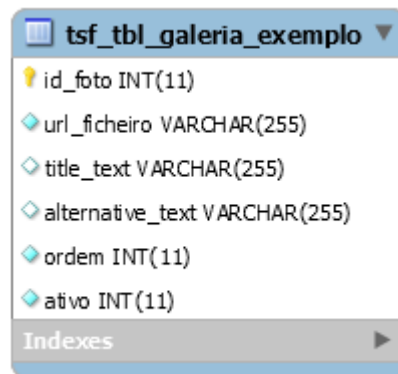 tsf_tbl_galeria_exemplo
id_foto INT(11)
url_ficheiro VARCHAR(255)
title_text VARCHAR(255)
alternative_text VARCHAR(255)
ordem INT(11)
ativo INT(11)
Indexes